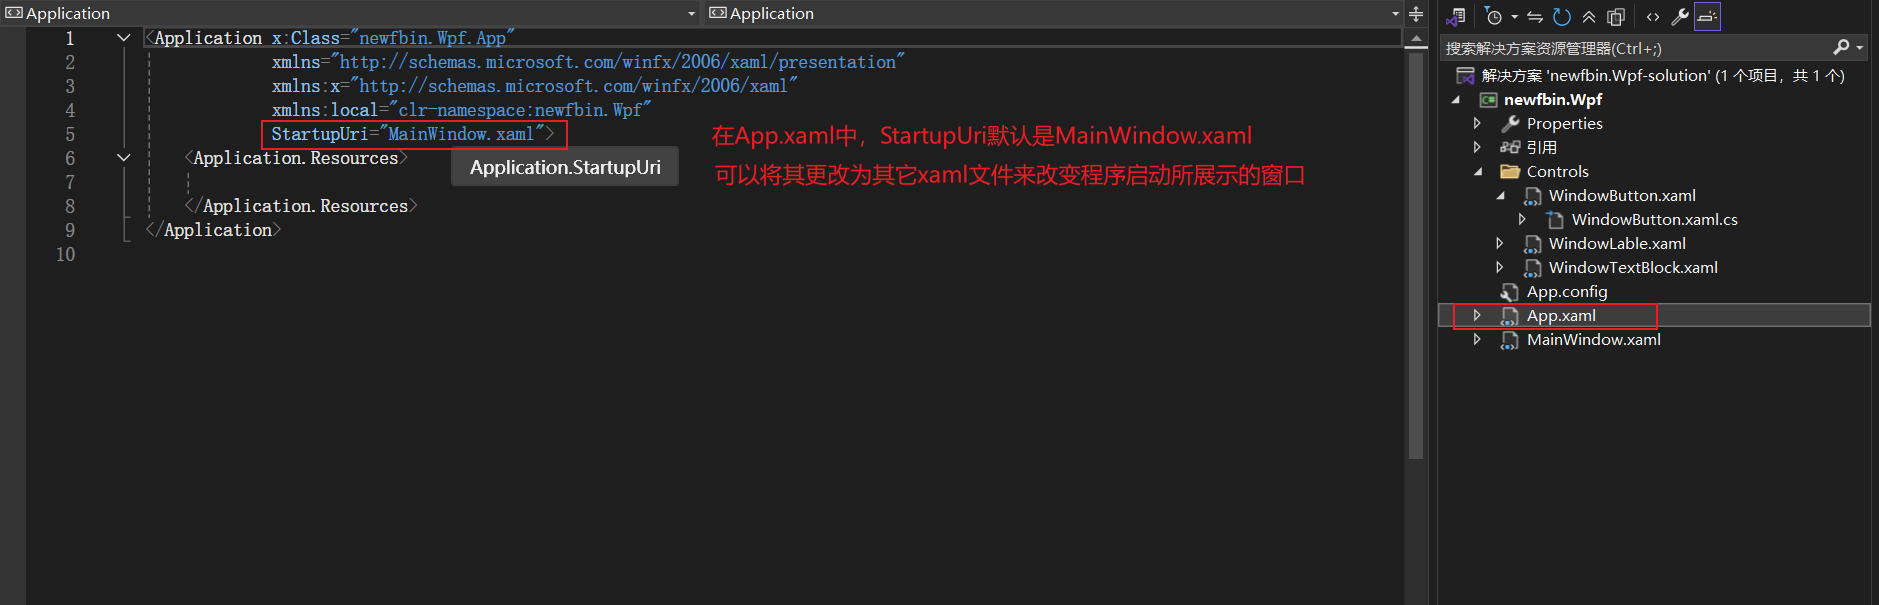 Application
Application
1 <Application x:Class="newfbin.Wpf.App"
2 xmlns="http://schemas.microsoft.com/winfx/2006/xaml/presentation"
3 xmlns:x="http://schemas.microsoft.com/winfx/2006/xaml"
4 xmlns:local="clr-namespace:newfbin.Wpf"
5 StartupUri="MainWindow.xaml">
6 <Application.Resources>
Application.StartupUri
7
8 </Application.Resources>
9 </Application>
10
在App.xaml中，StartupUri默认是MainWindow.xaml
可以将其更改为其它xaml文件来改变程序启动所展示的窗口
搜索解决方案资源管理器(Ctrl+;)
解决方案 'newfbin.Wpf-solution' (1 个项目，共 1 个)
C# newfbin.Wpf
Properties
引用
Controls
WindowButton.xaml
WindowButton.xaml.cs
WindowLable.xaml
WindowTextBlock.xaml
App.config
App.xaml
MainWindow.xaml